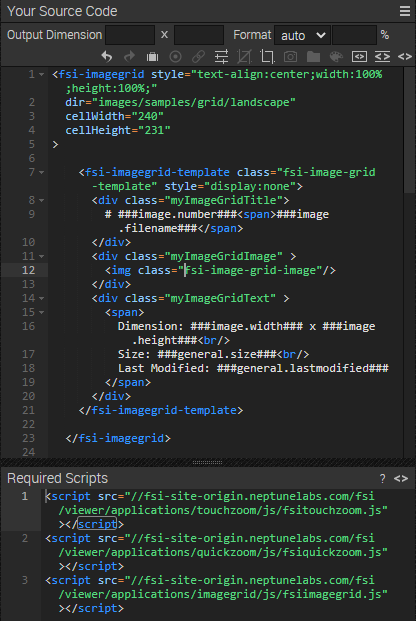 Your Source Code
Output Dimension x Format auto %
1 <fsi-imagegrid style="text-align:center;width:100%
;height:100%;"
2 dir="images/samples/grid/landscape"
3 cellWidth="240"
4 cellHeight="231"
5 >
6
7 <fsi-imagegrid-template class="fsi-image-grid
-template" style="display:none">
8 <div class="myImageGridTitle">
9 # ###image.number###<span>###image
.filename###</span>
10 </div>
11 <div class="myImageGridImage" >
12 <img class="fsi-image-grid-image"/>
13 </div>
14 <div class="myImageGridText" >
15 <span>
16 Dimension: ###image.width### x ###image
.height###<br/>
17 Size: ###general.size###<br/>
18 Last Modified: ###general.lastmodified###
19 </span>
20 </div>
21 </fsi-imagegrid-template>
22
23 </fsi-imagegrid>
24
Required Scripts ? <>
1 <script src="//fsi-site-origin.neptunelabs.com/fsi
/viewer/applications/touchzoom/js/fsitouchzoom.js"
></script>
2 <script src="//fsi-site-origin.neptunelabs.com/fsi
/viewer/applications/quickzoom/js/fsiquickzoom.js"
></script>
3 <script src="//fsi-site-origin.neptunelabs.com/fsi
/viewer/applications/imagegrid/js/fsiimagegrid.js"
></script>